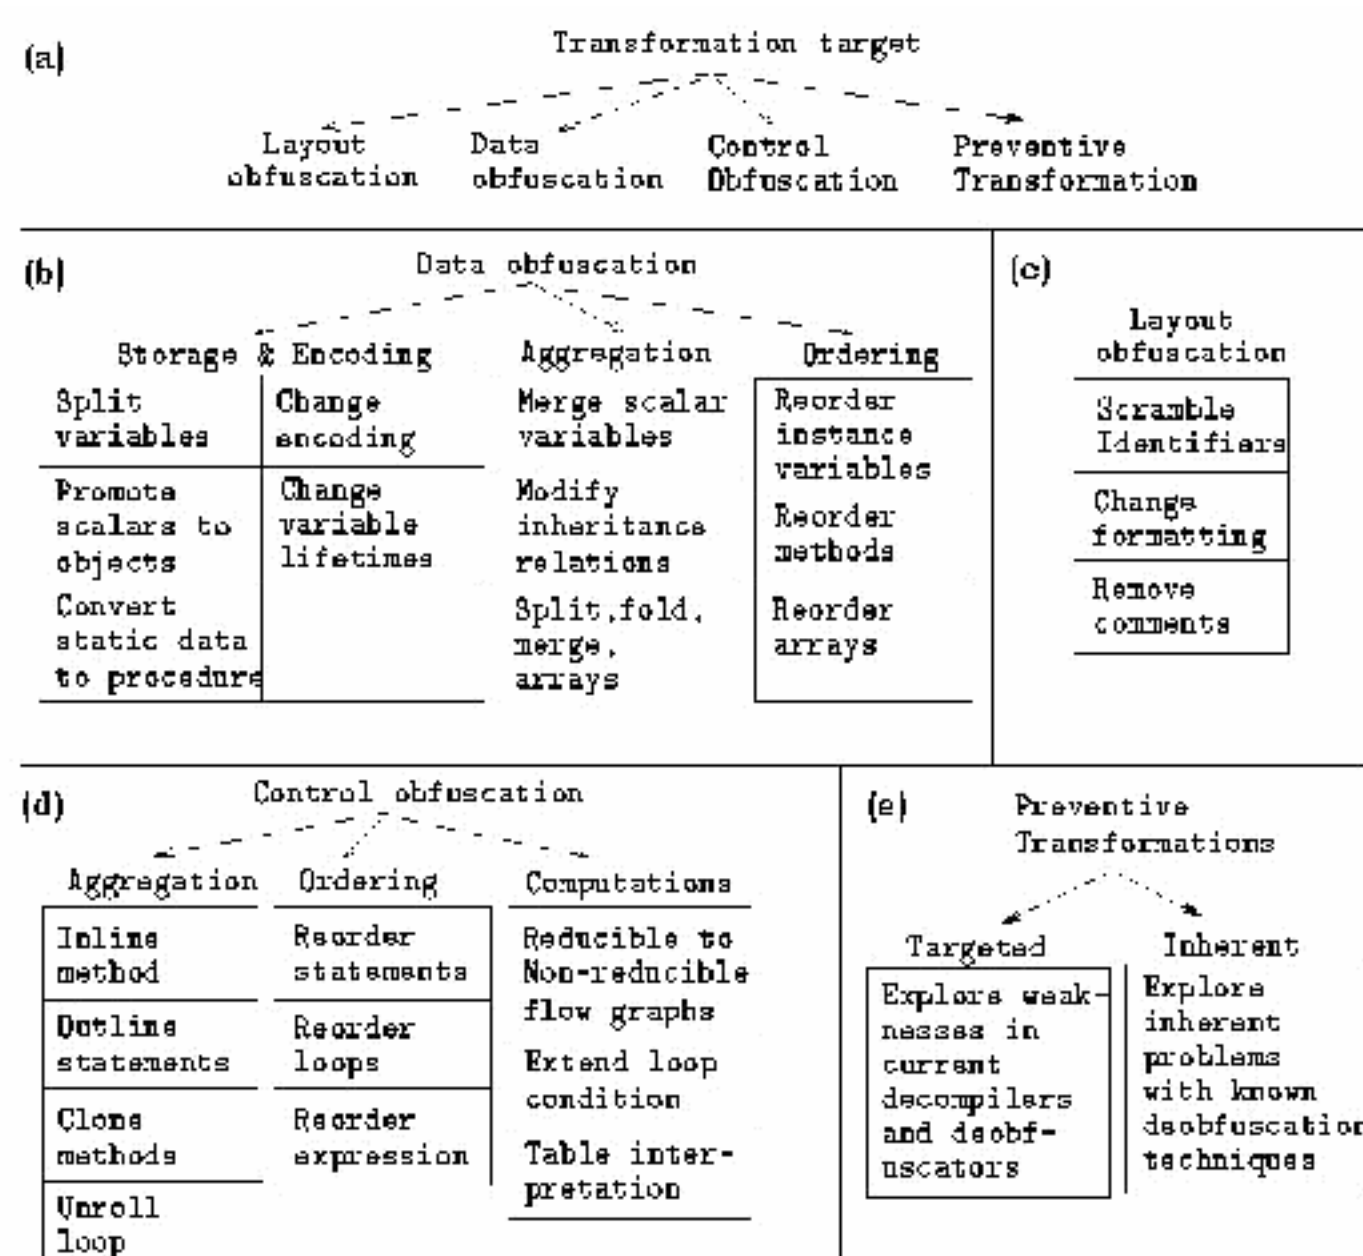 (a)
Transformation target
Layout
obfuscation
Data
obfuscation
Control
Obfuscation
Preventive
Transformation
(b)
Data obfuscation
Storage & Encoding
Split
variables
Change
encoding
Promote
scalars to
objects
Change
variable
lifetimes
Convert
static data
to procedure
Aggregation
Merge scalar
variables
Modify
inheritance
relations
Split,fold,
merge,
arrays
Ordering
Reorder
instance
variables
Reorder
methods
Reorder
arrays
(c)
Layout
obfuscation
Scramble
Identifiers
Change
formatting
Remove
comments
(d)
Control obfuscation
Aggregation
Inline
method
Outline
statements
Clone
methods
Unroll
loop
Ordering
Reorder
statements
Reorder
loops
Reorder
expression
Computations
Reducible to
Non-reducible
flow graphs
Extend loop
condition
Table inter-
pretation
(e)
Preventive
Transformations
Targeted
Explore weak-
nesses in
current
decompilers
and deobf-
uscators
Inherent
Explore
inherent
problems
with known
deobfuscation
techniques